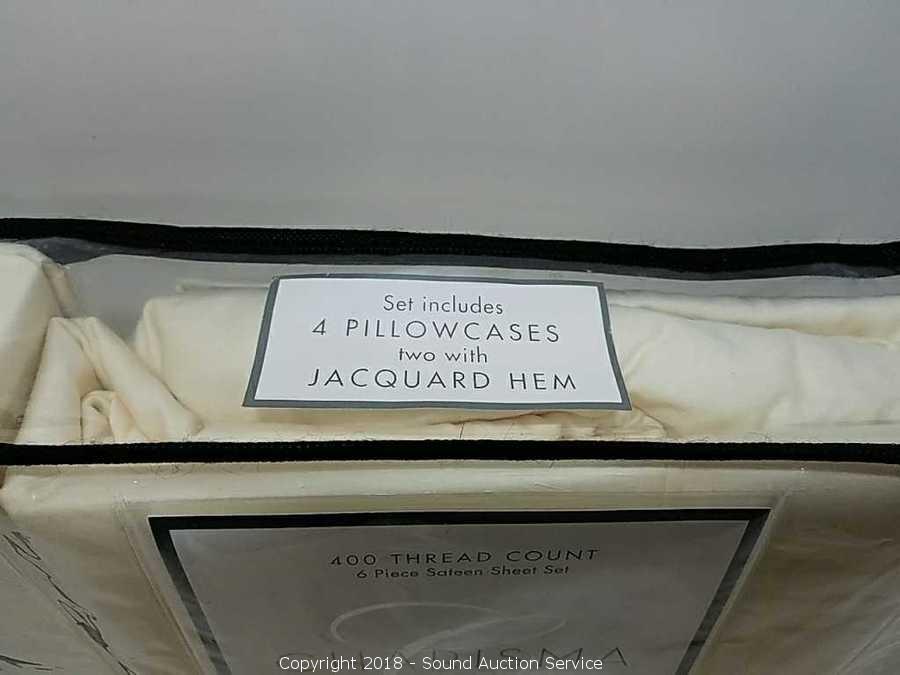 Set includes
4 PILLOWCASES
two with
JACQUARD HEM
400 THREAD COUNT
6 Piece Sateen Sheet Set
CHARISMA
Copyright 2018 - Sound Auction Service